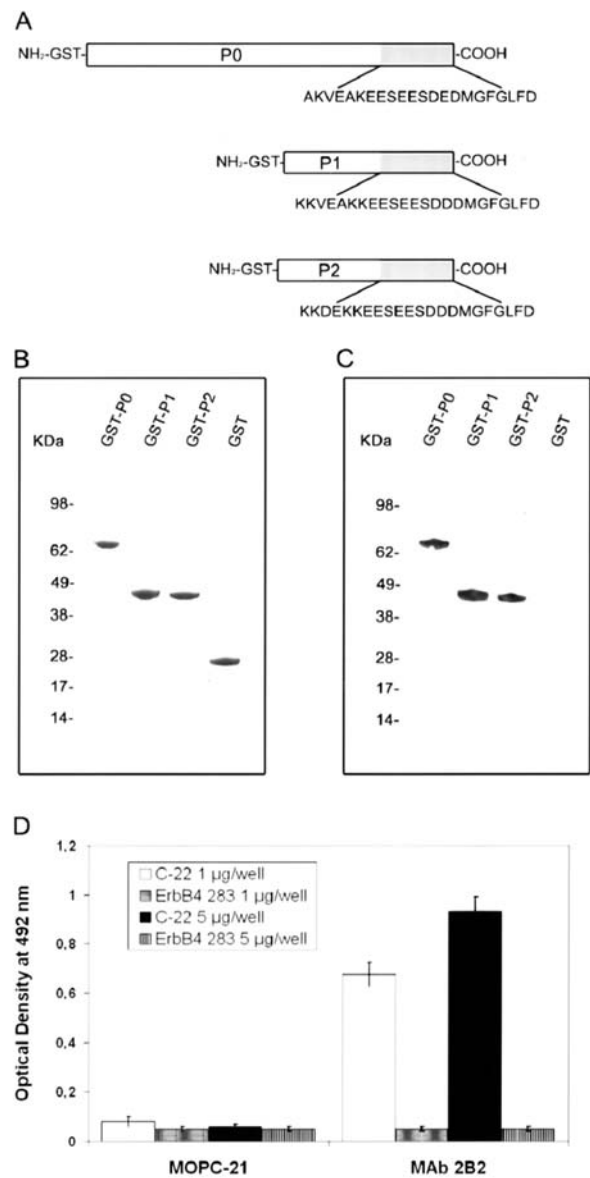 A
NH₂-GST- P0 -COOH
AKVEAKEESEESDEDMGFGLFD
NH₂-GST- P1 -COOH
KKVEAKKEESEESDDDMGFGLFD
NH₂-GST- P2 -COOH
KKDEKKEESEESDDDMGFGLFD
B
KDa GST-P0 GST-P1 GST-P2 GST
98-
62-
49-
38-
28-
17-
14-
C
KDa GST-P0 GST-P1 GST-P2 GST
98-
62-
49-
38-
28-
17-
14-
D
Optical Density at 492 nm
1,2
1
0,8
0,6
0,4
0,2
0
C-22 1 µg/well
ErbB4 283 1 µg/well
C-22 5 µg/well
ErbB4 283 5 µg/well
MOPC-21 MAb 2B2